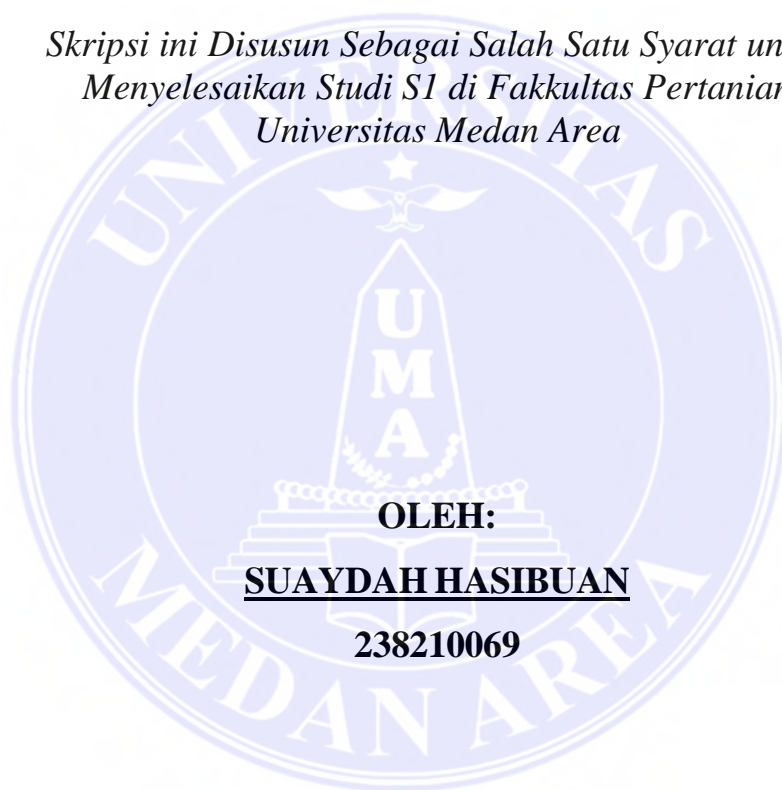 Skripsi ini Disusun Sebagai Salah Satu Syarat un
Menyelesaikan Studi S1 di Fakkultas Pertanian
Universitas Medan Area
UNIVERSITAS
U
M
A
OLEH:
SUAYDAH HASIBUAN
238210069
MEDAN AREA